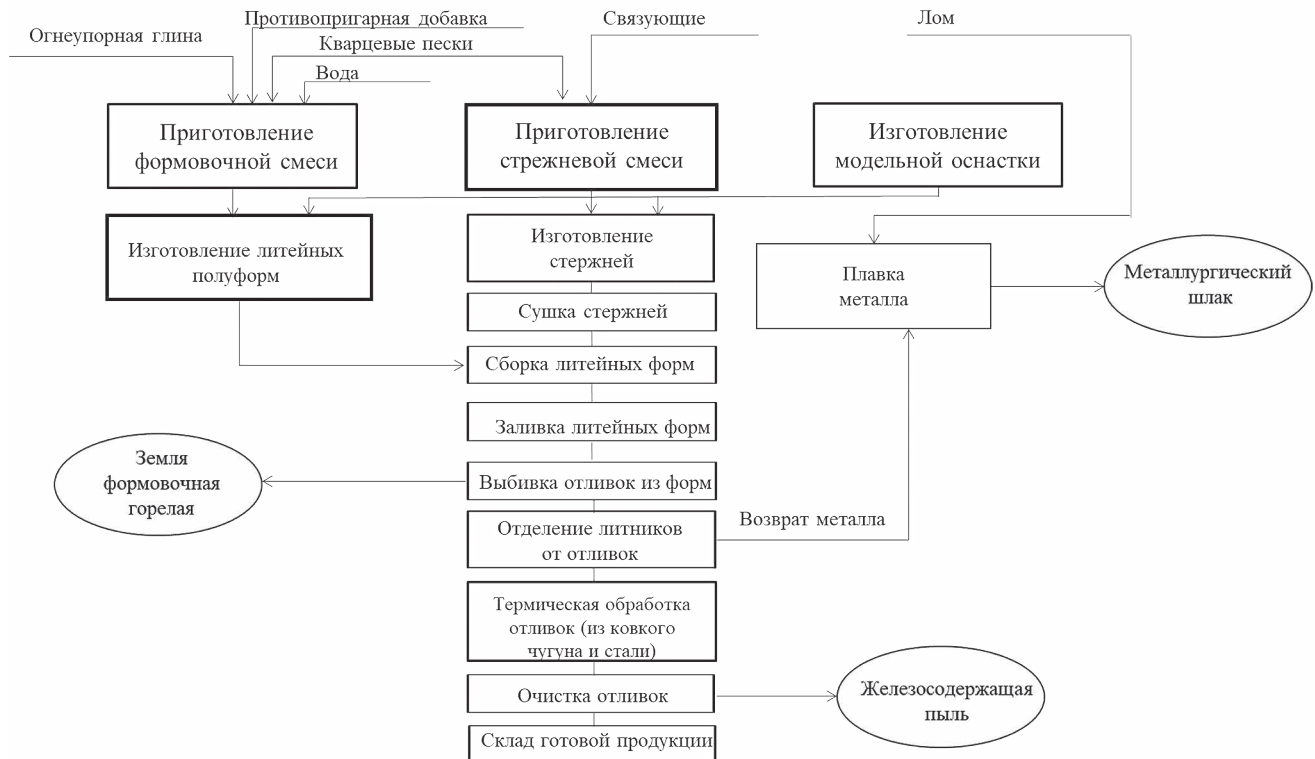 Противопригарная добавка
Связующие
Лом
Огнеупорная глина
Кварцевые пески
Вода
Приготовление
формовочной смеси
Приготовление
стрежневой смеси
Изготовление
модельной оснастки
Изготовление литейных
полуформ
Изготовление
стержней
Плавка
металла
Металлургический
шлак
Сушка стержней
Сборка литейных форм
Заливка литейных форм
Земля
формовочная
горелая
Выбивка отливок из форм
Отделение литников
от отливок
Возврат металла
Термическая обработка
отливок (из ковкого
чугуна и стали)
Очистка отливок
Железосодержащая
пыль
Склад готовой продукции